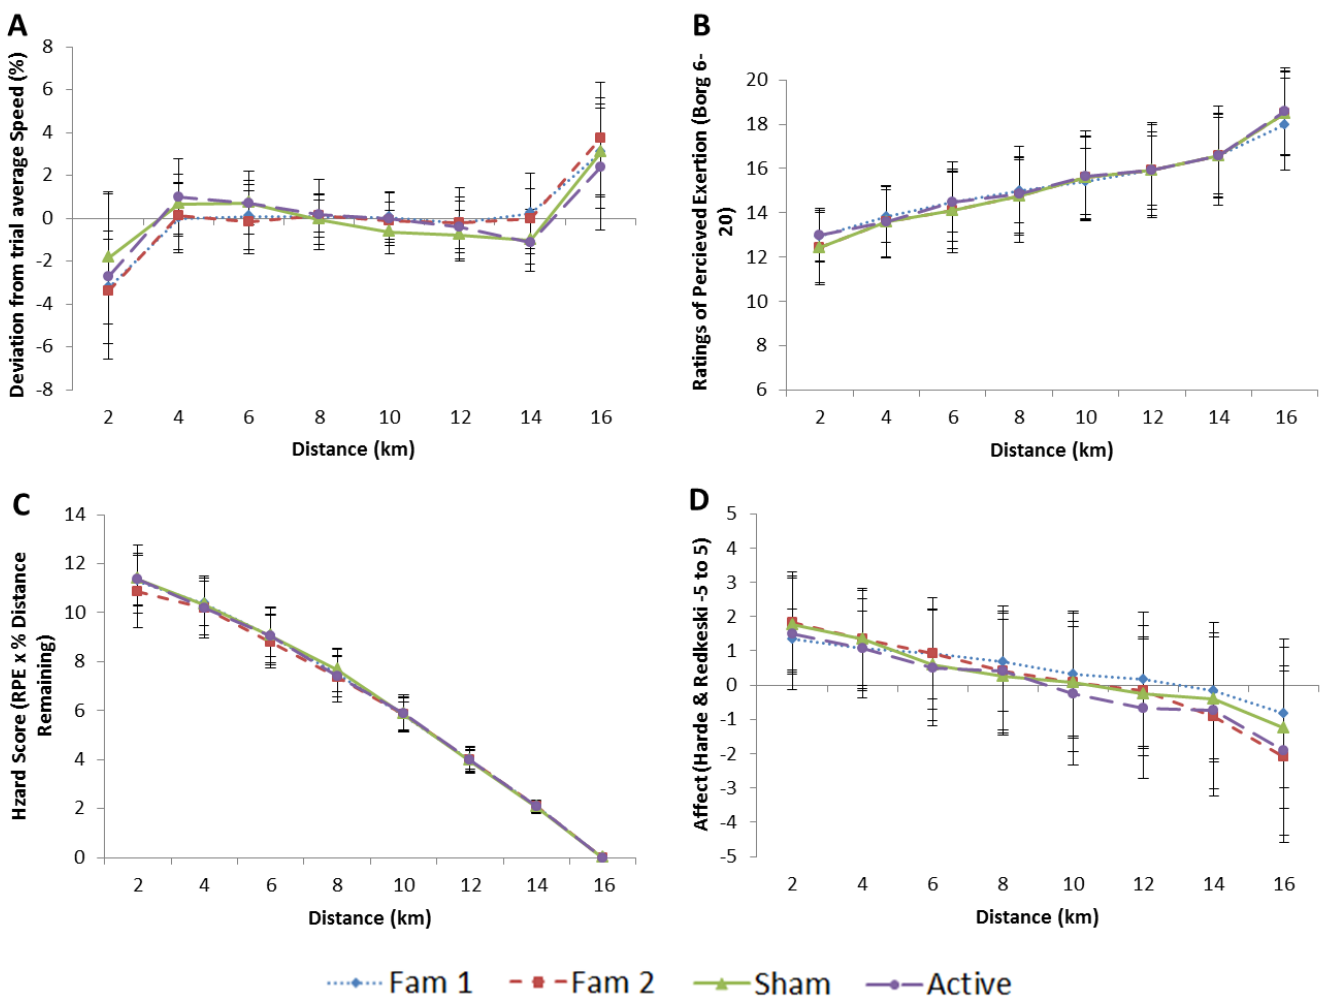 A
Deviation from trial average Speed (%)
8
6
4
2
0
-2
-4
-6
-8
2 4 6 8 10 12 14 16
Distance (km)
B
Ratings of Percieved Exertion (Borg 6-
20)
20
18
16
14
12
10
8
6
2 4 6 8 10 12 14 16
Distance (km)
C
Hzard Score (RPE x % Distance
Remaining)
14
12
10
8
6
4
2
0
2 4 6 8 10 12 14 16
Distance (km)
D
Affect (Harde & Redkeski -5 to 5)
5
4
3
2
1
0
-1
-2
-3
-4
-5
2 4 6 8 10 12 14 16
Distance (km)
Fam 1 Fam 2 Sham Active